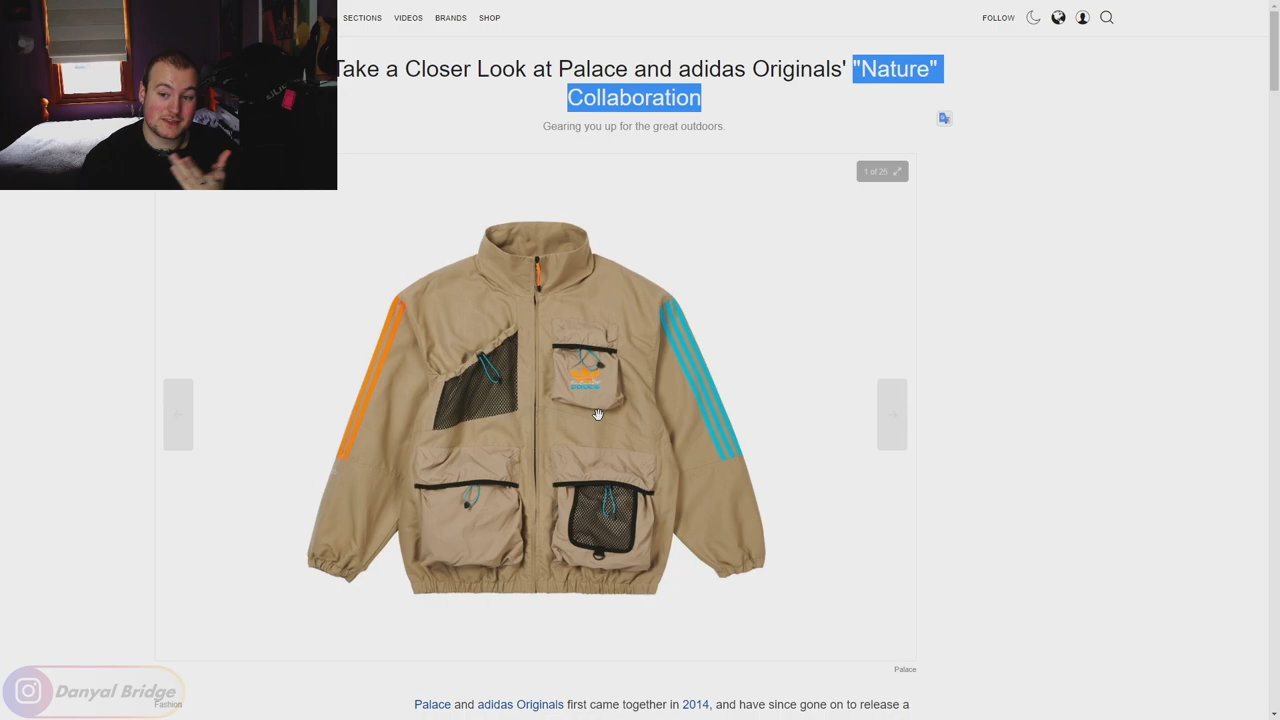 SECTIONS VIDEOS BRANDS SHOP
FOLLOW
Take a Closer Look at Palace and adidas Originals' "Nature"
Collaboration
Gearing you up for the great outdoors.
1 of 25
Palace
Danyal Bridge
Fashion
Palace and adidas Originals first came together in 2014, and have since gone on to release a